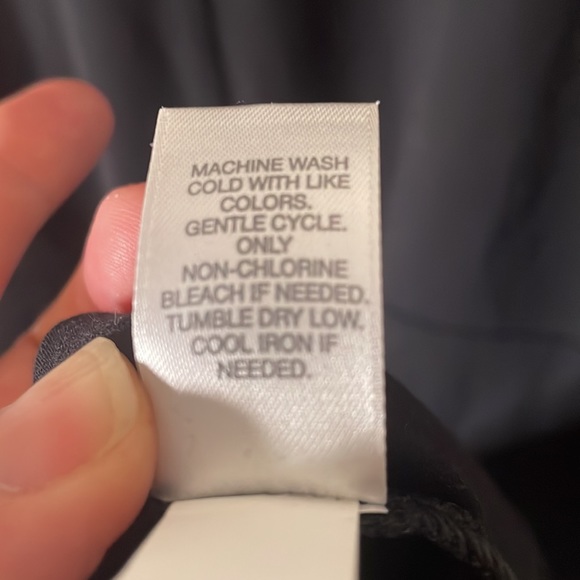 MACHINE WASH
COLD WITH LIKE
COLORS.
GENTLE CYCLE.
ONLY
NON-CHLORINE
BLEACH IF NEEDED.
TUMBLE DRY LOW.
COOL IRON IF
NEEDED.